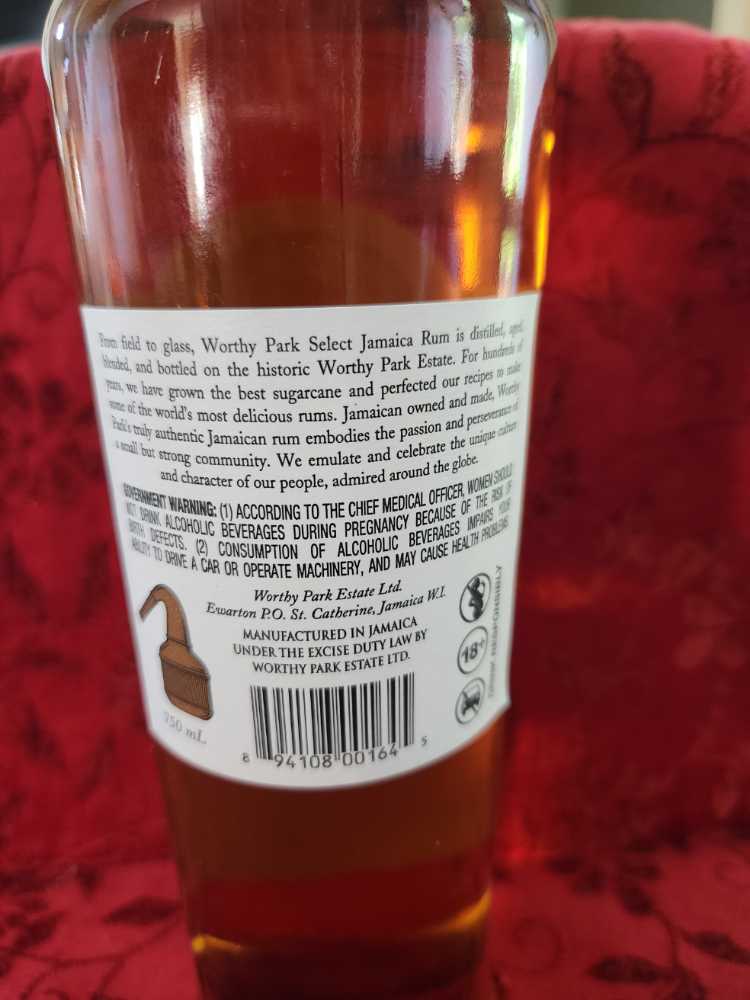 From field to glass, Worthy Park Select Jamaica Rum is distilled, aged,
blended, and bottled on the historic Worthy Park Estate. For hundreds of
years, we have grown the best sugarcane and perfected our recipes to make
some of the world's most delicious rums. Jamaican owned and made, Worthy
Park's truly authentic Jamaican rum embodies the passion and perseverance of
a small but strong community. We emulate and celebrate the unique culture
and character of our people, admired around the globe.
GOVERNMENT WARNING: (1) ACCORDING TO THE CHIEF MEDICAL OFFICER, WOMEN SHOULD
NOT DRINK ALCOHOLIC BEVERAGES DURING PREGNANCY BECAUSE OF THE RISK OF
BIRTH DEFECTS. (2) CONSUMPTION OF ALCOHOLIC BEVERAGES IMPAIRS YOUR
ABILITY TO DRIVE A CAR OR OPERATE MACHINERY, AND MAY CAUSE HEALTH PROBLEMS.
Worthy Park Estate Ltd.
Ewarton P.O. St. Catherine, Jamaica W.I.
MANUFACTURED IN JAMAICA
UNDER THE EXCISE DUTY LAW BY
WORTHY PARK ESTATE LTD.
18+
DRINK RESPONSIBLY
750 mL
8 94108 00164 5